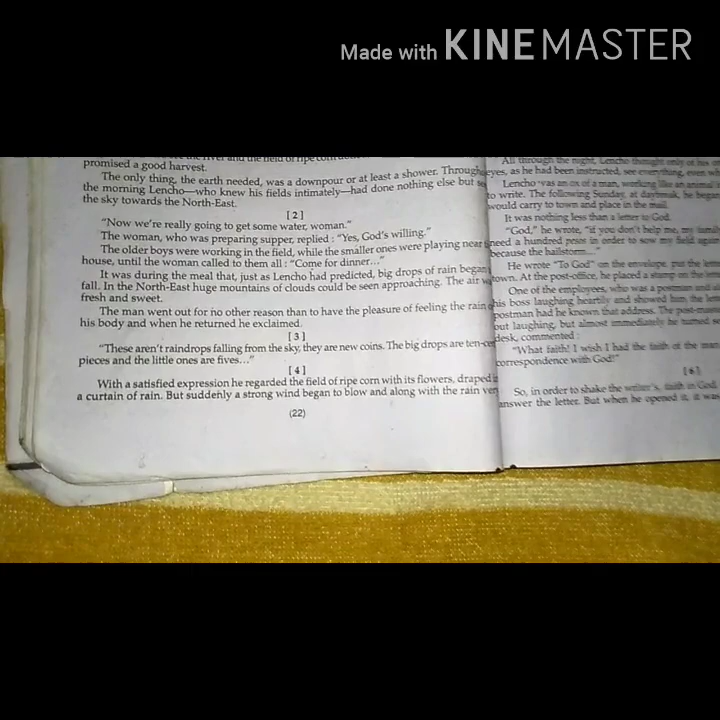 Made with KINEMASTER
the river and the field of ripe
promised a good harvest.
The only thing, the earth needed, was a downpour or at least a shower. Through
the morning Lencho—who knew his fields intimately—had done nothing else but
the sky towards the North-East.
[2]
"Now we're really going to get some water, woman."
The woman, who was preparing supper, replied : "Yes, God's willing."
The older boys were working in the field, while the smaller ones were playing near
house, until the woman called to them all : "Come for dinner..."
It was during the meal that, just as Lencho had predicted, big drops of rain began
fall. In the North-East huge mountains of clouds could be seen approaching. The air
fresh and sweet.
The man went out for no other reason than to have the pleasure of feeling the rain
his body and when he returned he exclaimed.
[3]
"These aren't raindrops falling from the sky, they are new coins. The big drops are ten-cen
pieces and the little ones are fives..."
[4]
With a satisfied expression he regarded the field of ripe corn with its flowers, draped
a curtain of rain. But suddenly a strong wind began to blow and along with the rain ver
(22)
All through the night, Lencho thought only of his
eyes, as he had been instructed, see everything, even
Lencho was an ox of a man, working like an animal
to write. The following Sunday, at daybreak, he began
would carry to town and place in the mail.
It was nothing less than a letter to God.
"God," he wrote, "if you don't help me, my family
need a hundred pesos in order to sow my field again
because the hailstorm..."
He wrote "To God" on the envelope, put the
town. At the post-office, he placed a stamp on the
One of the employees, who was a postman and
his boss laughing heartily and showed him the
postman had he known that address. The
out laughing, but almost immediately he turned
desk, commented :
"What faith! I wish I had the faith of the man
correspondence with God!"
[6]
So, in order to shake the writer's faith in God
answer the letter. But when he opened it, it was